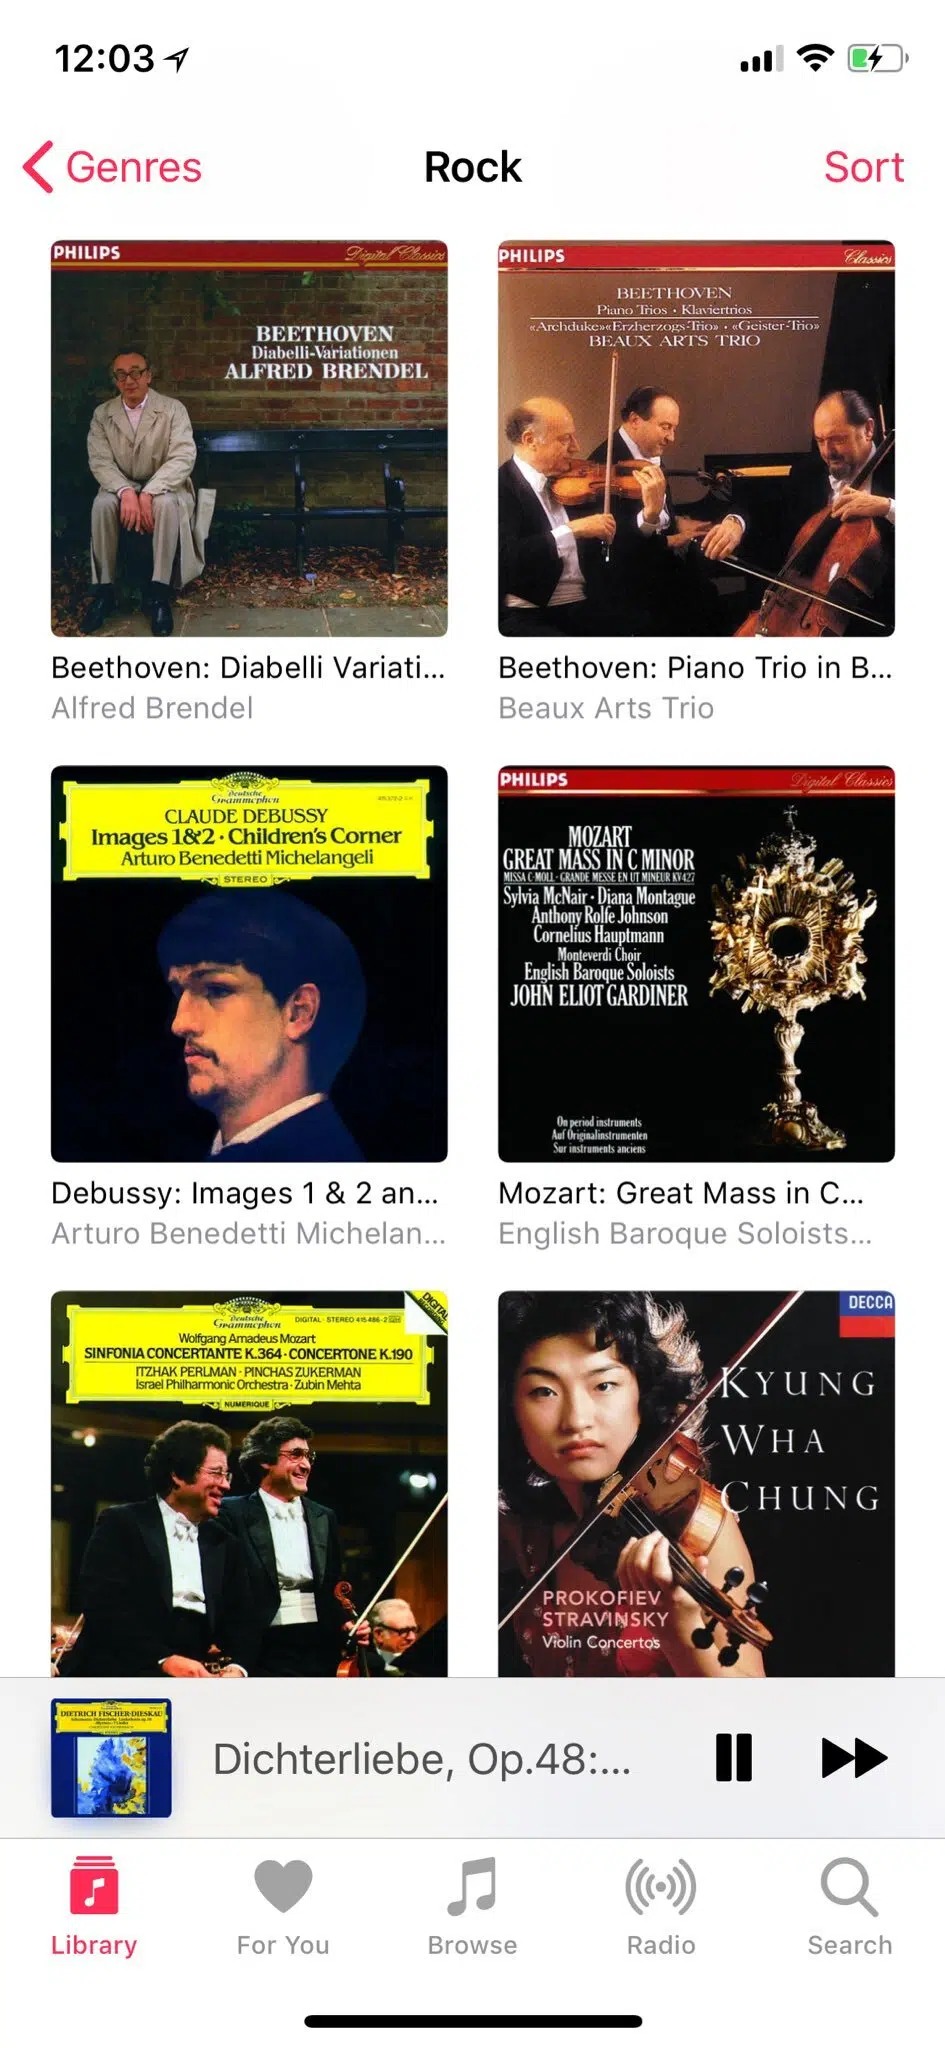 12:03
Genres
Rock
Sort
PHILIPS
Digital Classics
BEETHOVEN
Diabelli-Variationen
ALFRED BRENDEL
Beethoven: Diabelli Variati...
Alfred Brendel
PHILIPS
Classics
BEETHOVEN
Piano Trios · Klaviertrios
«Archduke»«Erzherzogs-Trio» · «Geister-Trio»
BEAUX ARTS TRIO
Beethoven: Piano Trio in B...
Beaux Arts Trio
Deutsche
Grammophon
CLAUDE DEBUSSY
Images 1&2 · Children's Corner
Arturo Benedetti Michelangeli
STEREO
Debussy: Images 1 & 2 an...
Arturo Benedetti Michelan...
PHILIPS
Digital Classics
MOZART
GREAT MASS IN C MINOR
MISSA C-MOLL · GRANDE MESSE EN UT MINEUR KV427
Sylvia McNair · Diana Montague
Anthony Rolfe Johnson
Cornelius Hauptmann
Monteverdi Choir
English Baroque Soloists
JOHN ELIOT GARDINER
On period instruments
Auf Originalinstrumenten
Sur instruments anciens
Mozart: Great Mass in C...
English Baroque Soloists...
Deutsche
Grammophon
DIGITAL · STEREO 415 486-2
DIGITAL
Wolfgang Amadeus Mozart
SINFONIA CONCERTANTE K.364 · CONCERTONE K.190
ITZHAK PERLMAN · PINCHAS ZUKERMAN
Israel Philharmonic Orchestra · Zubin Mehta
NUMERIQUE
DECCA
KYUNG
WHA
CHUNG
PROKOFIEV
STRAVINSKY
Violin Concertos
DIETRICH FISCHER-DIESKAU
Dichterliebe, Op.48:...
Library
For You
Browse
Radio
Search